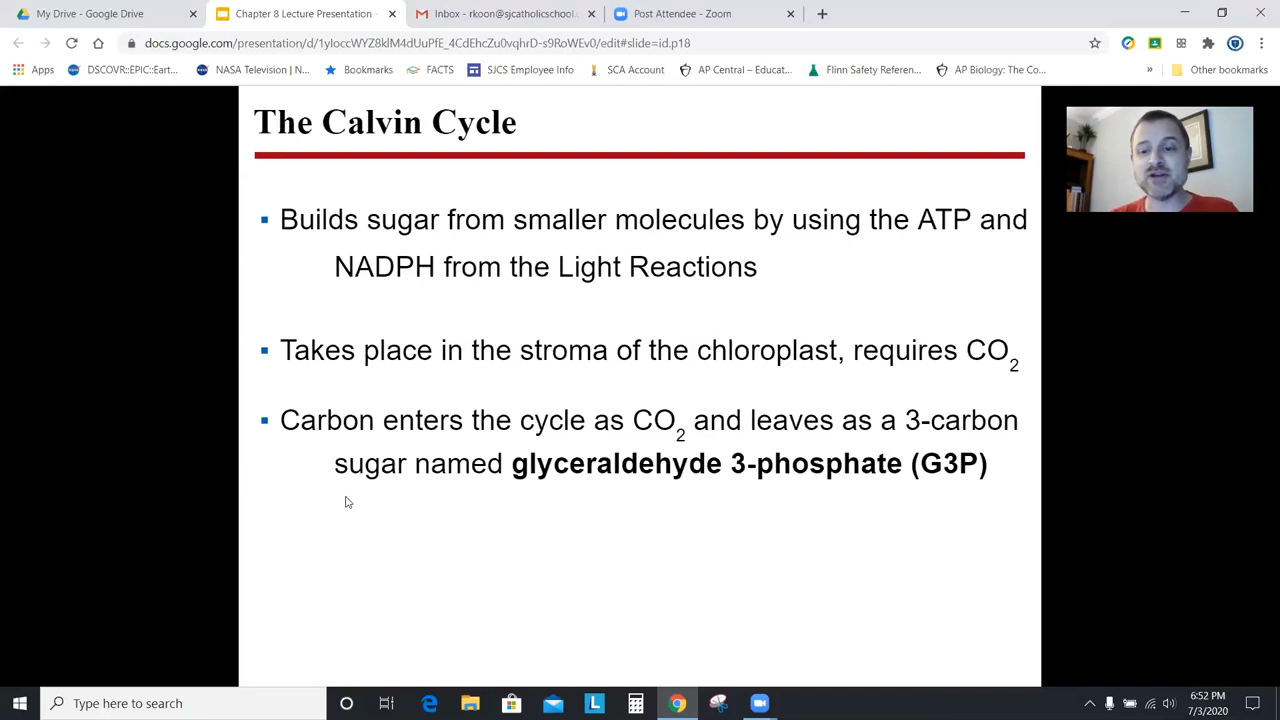 My Drive - Google Drive
Chapter 8 Lecture Presentation -
Inbox - rkoon@sjcatholicschool.
Post Attendee - Zoom
docs.google.com/presentation/d/1yIoccWYZ8klM4dUQfE_CEdEhcZu0vqhrD-s9RoWEv0/edit#slide=id.p18
Apps
DSCOVR::EPIC::Eart...
NASA Television | N...
Bookmarks
FACTS
SJCS Employee Info
SCA Account
AP Central – Educat...
Flinn Safety Referen...
AP Biology: The Co...
»
Other bookmarks
The Calvin Cycle
▪ Builds sugar from smaller molecules by using the ATP and
NADPH from the Light Reactions
▪ Takes place in the stroma of the chloroplast, requires CO2
▪ Carbon enters the cycle as CO2 and leaves as a 3-carbon
sugar named glyceraldehyde 3-phosphate (G3P)
Type here to search
L
6:52 PM
7/3/2020